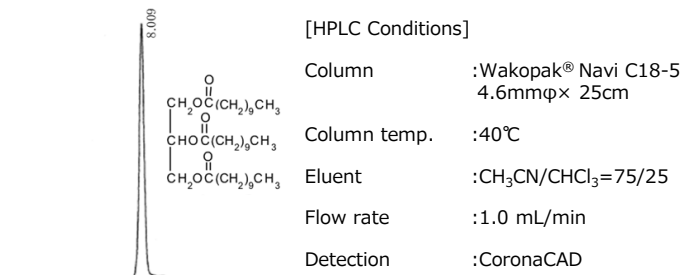 8.009
O
CH2OC(CH2)9CH3
O
CHOC(CH2)9CH3
O
CH2OC(CH2)9CH3
[HPLC Conditions]
Column :Wakopak® Navi C18-5
4.6mmφ× 25cm
Column temp. :40℃
Eluent :CH₃CN/CHCl₃=75/25
Flow rate :1.0 mL/min
Detection :CoronaCAD